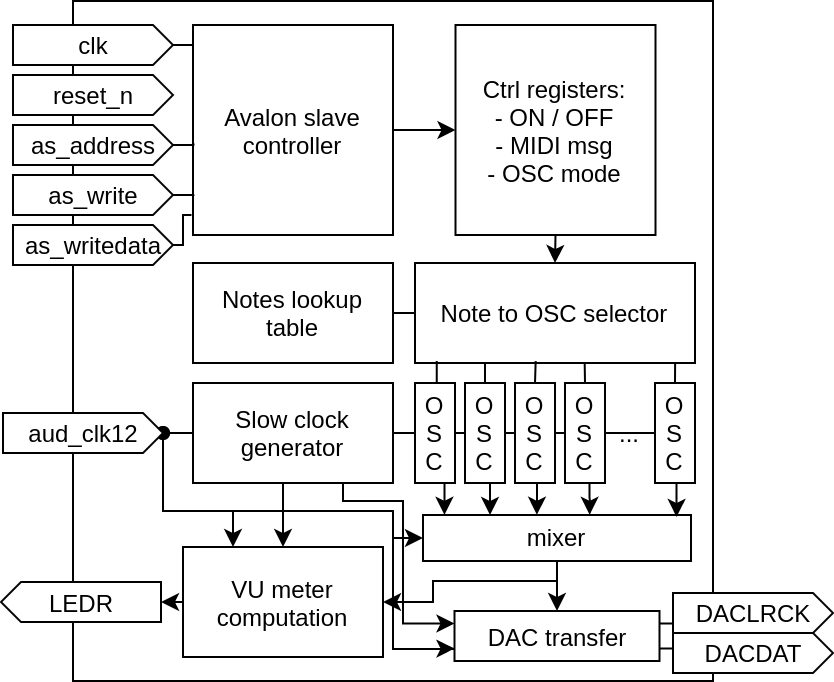 clk
reset_n
as_address
as_write
as_writedata
Avalon slave
controller
Ctrl registers:
- ON / OFF
- MIDI msg
- OSC mode
Notes lookup
table
Note to OSC selector
aud_clk12
Slow clock
generator
O
S
C
O
S
C
O
S
C
O
S
C
...
O
S
C
mixer
LEDR
VU meter
computation
DAC transfer
DACLRCK
DACDAT